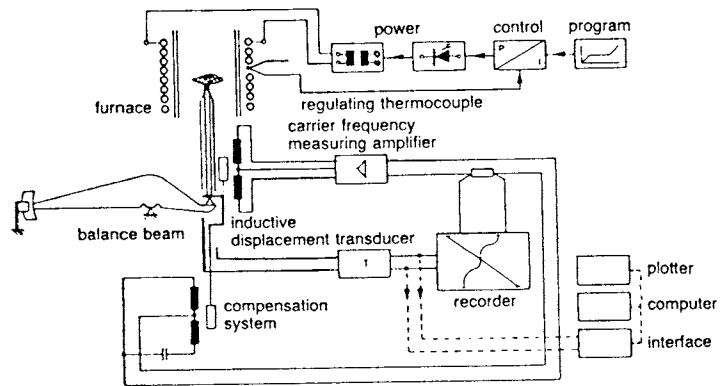 power
control
program
P
I
furnace
regulating thermocouple
carrier frequency
measuring amplifier
balance beam
inductive
displacement transducer
T
recorder
compensation
system
plotter
computer
interface